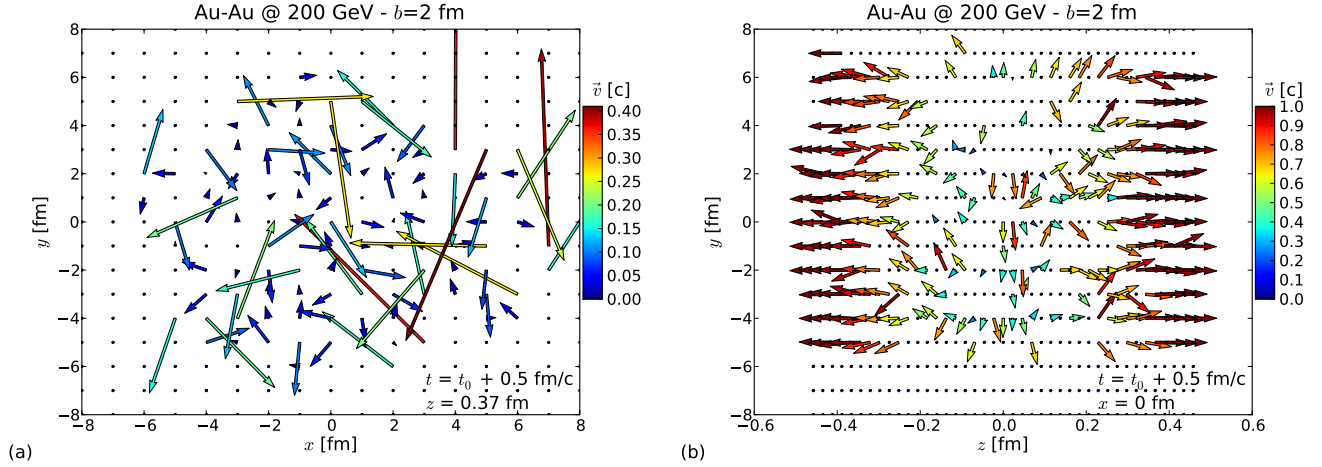 Au-Au @ 200 GeV - b=2 fm
8
6
4
2
0
−2
−4
−6
−8
y [fm]
−8 −6 −4 −2 0 2 4 6 8
x [fm]
t = t₀ + 0.5 fm/c
z = 0.37 fm
v⃗ [c]
0.40
0.35
0.30
0.25
0.20
0.15
0.10
0.05
0.00
(a)
Au-Au @ 200 GeV - b=2 fm
8
6
4
2
0
−2
−4
−6
−8
y [fm]
−0.6 −0.4 −0.2 0.0 0.2 0.4 0.6
z [fm]
t = t₀ + 0.5 fm/c
x = 0 fm
v⃗ [c]
1.0
0.9
0.8
0.7
0.6
0.5
0.4
0.3
0.2
0.1
0.0
(b)